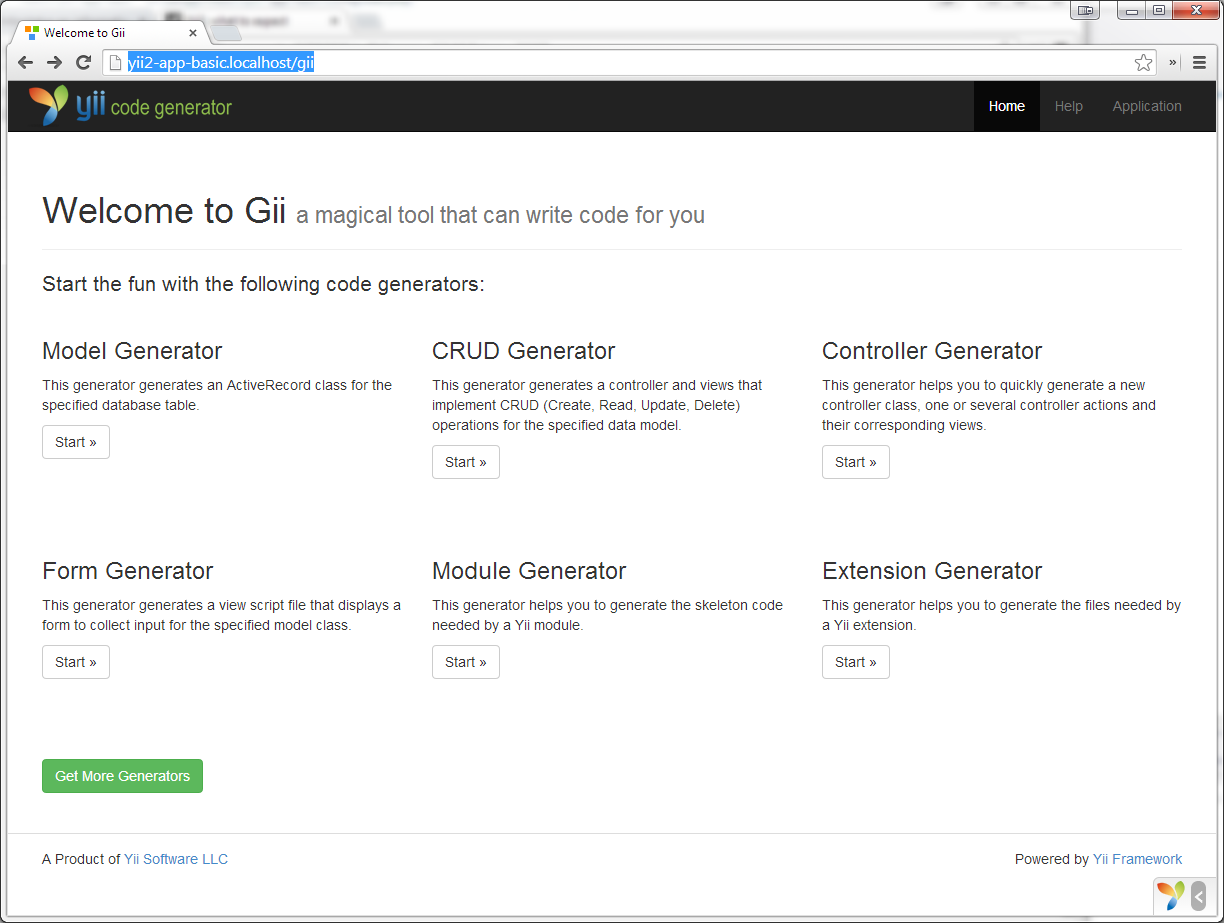 Welcome to Gii
yii2-app-basic.localhost/gii
yii code generator
Home
Help
Application
Welcome to Gii a magical tool that can write code for you
Start the fun with the following code generators:
Model Generator
This generator generates an ActiveRecord class for the
specified database table.
Start »
CRUD Generator
This generator generates a controller and views that
implement CRUD (Create, Read, Update, Delete)
operations for the specified data model.
Start »
Controller Generator
This generator helps you to quickly generate a new
controller class, one or several controller actions and
their corresponding views.
Start »
Form Generator
This generator generates a view script file that displays a
form to collect input for the specified model class.
Start »
Module Generator
This generator helps you to generate the skeleton code
needed by a Yii module.
Start »
Extension Generator
This generator helps you to generate the files needed by
a Yii extension.
Start »
Get More Generators
A Product of Yii Software LLC
Powered by Yii Framework